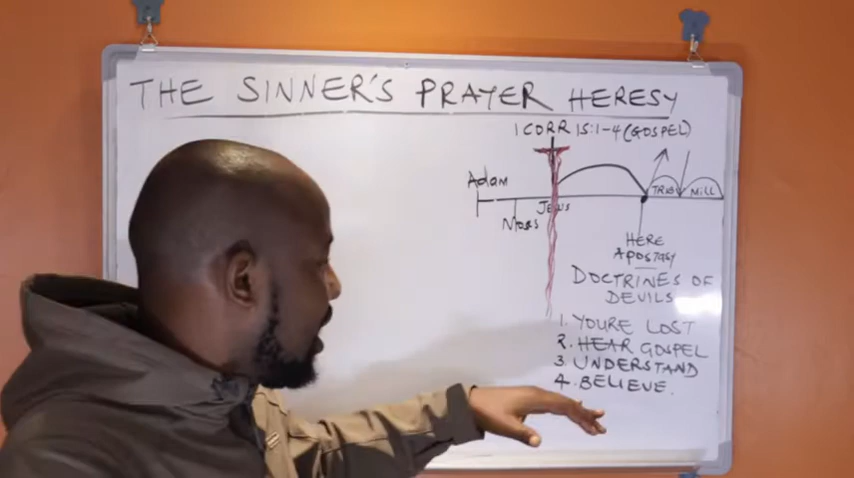 THE SINNER'S PRAYER HERESY
1 CORR 15:1-4 (GOSPEL)
Adam
TRIB
MILL
JEWS
Moses
HERE
APOSTASY
DOCTRINES OF
DEVILS
1. YOURE LOST
2. HEAR GOSPEL
3. UNDERSTAND
4. BELIEVE.